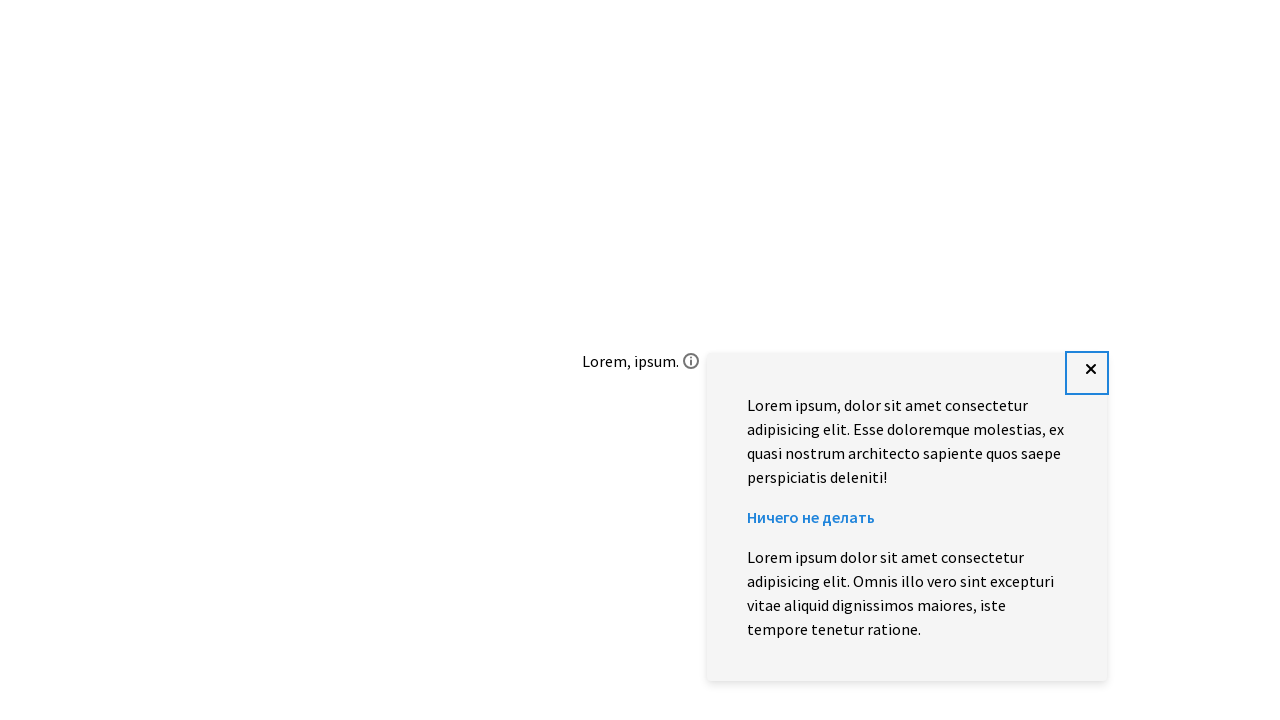 Lorem, ipsum.
Lorem ipsum, dolor sit amet consectetur
adipisicing elit. Esse doloremque molestias, ex
quasi nostrum architecto sapiente quos saepe
perspiciatis deleniti!
Ничего не делать
Lorem ipsum dolor sit amet consectetur
adipisicing elit. Omnis illo vero sint excepturi
vitae aliquid dignissimos maiores, iste
tempore tenetur ratione.